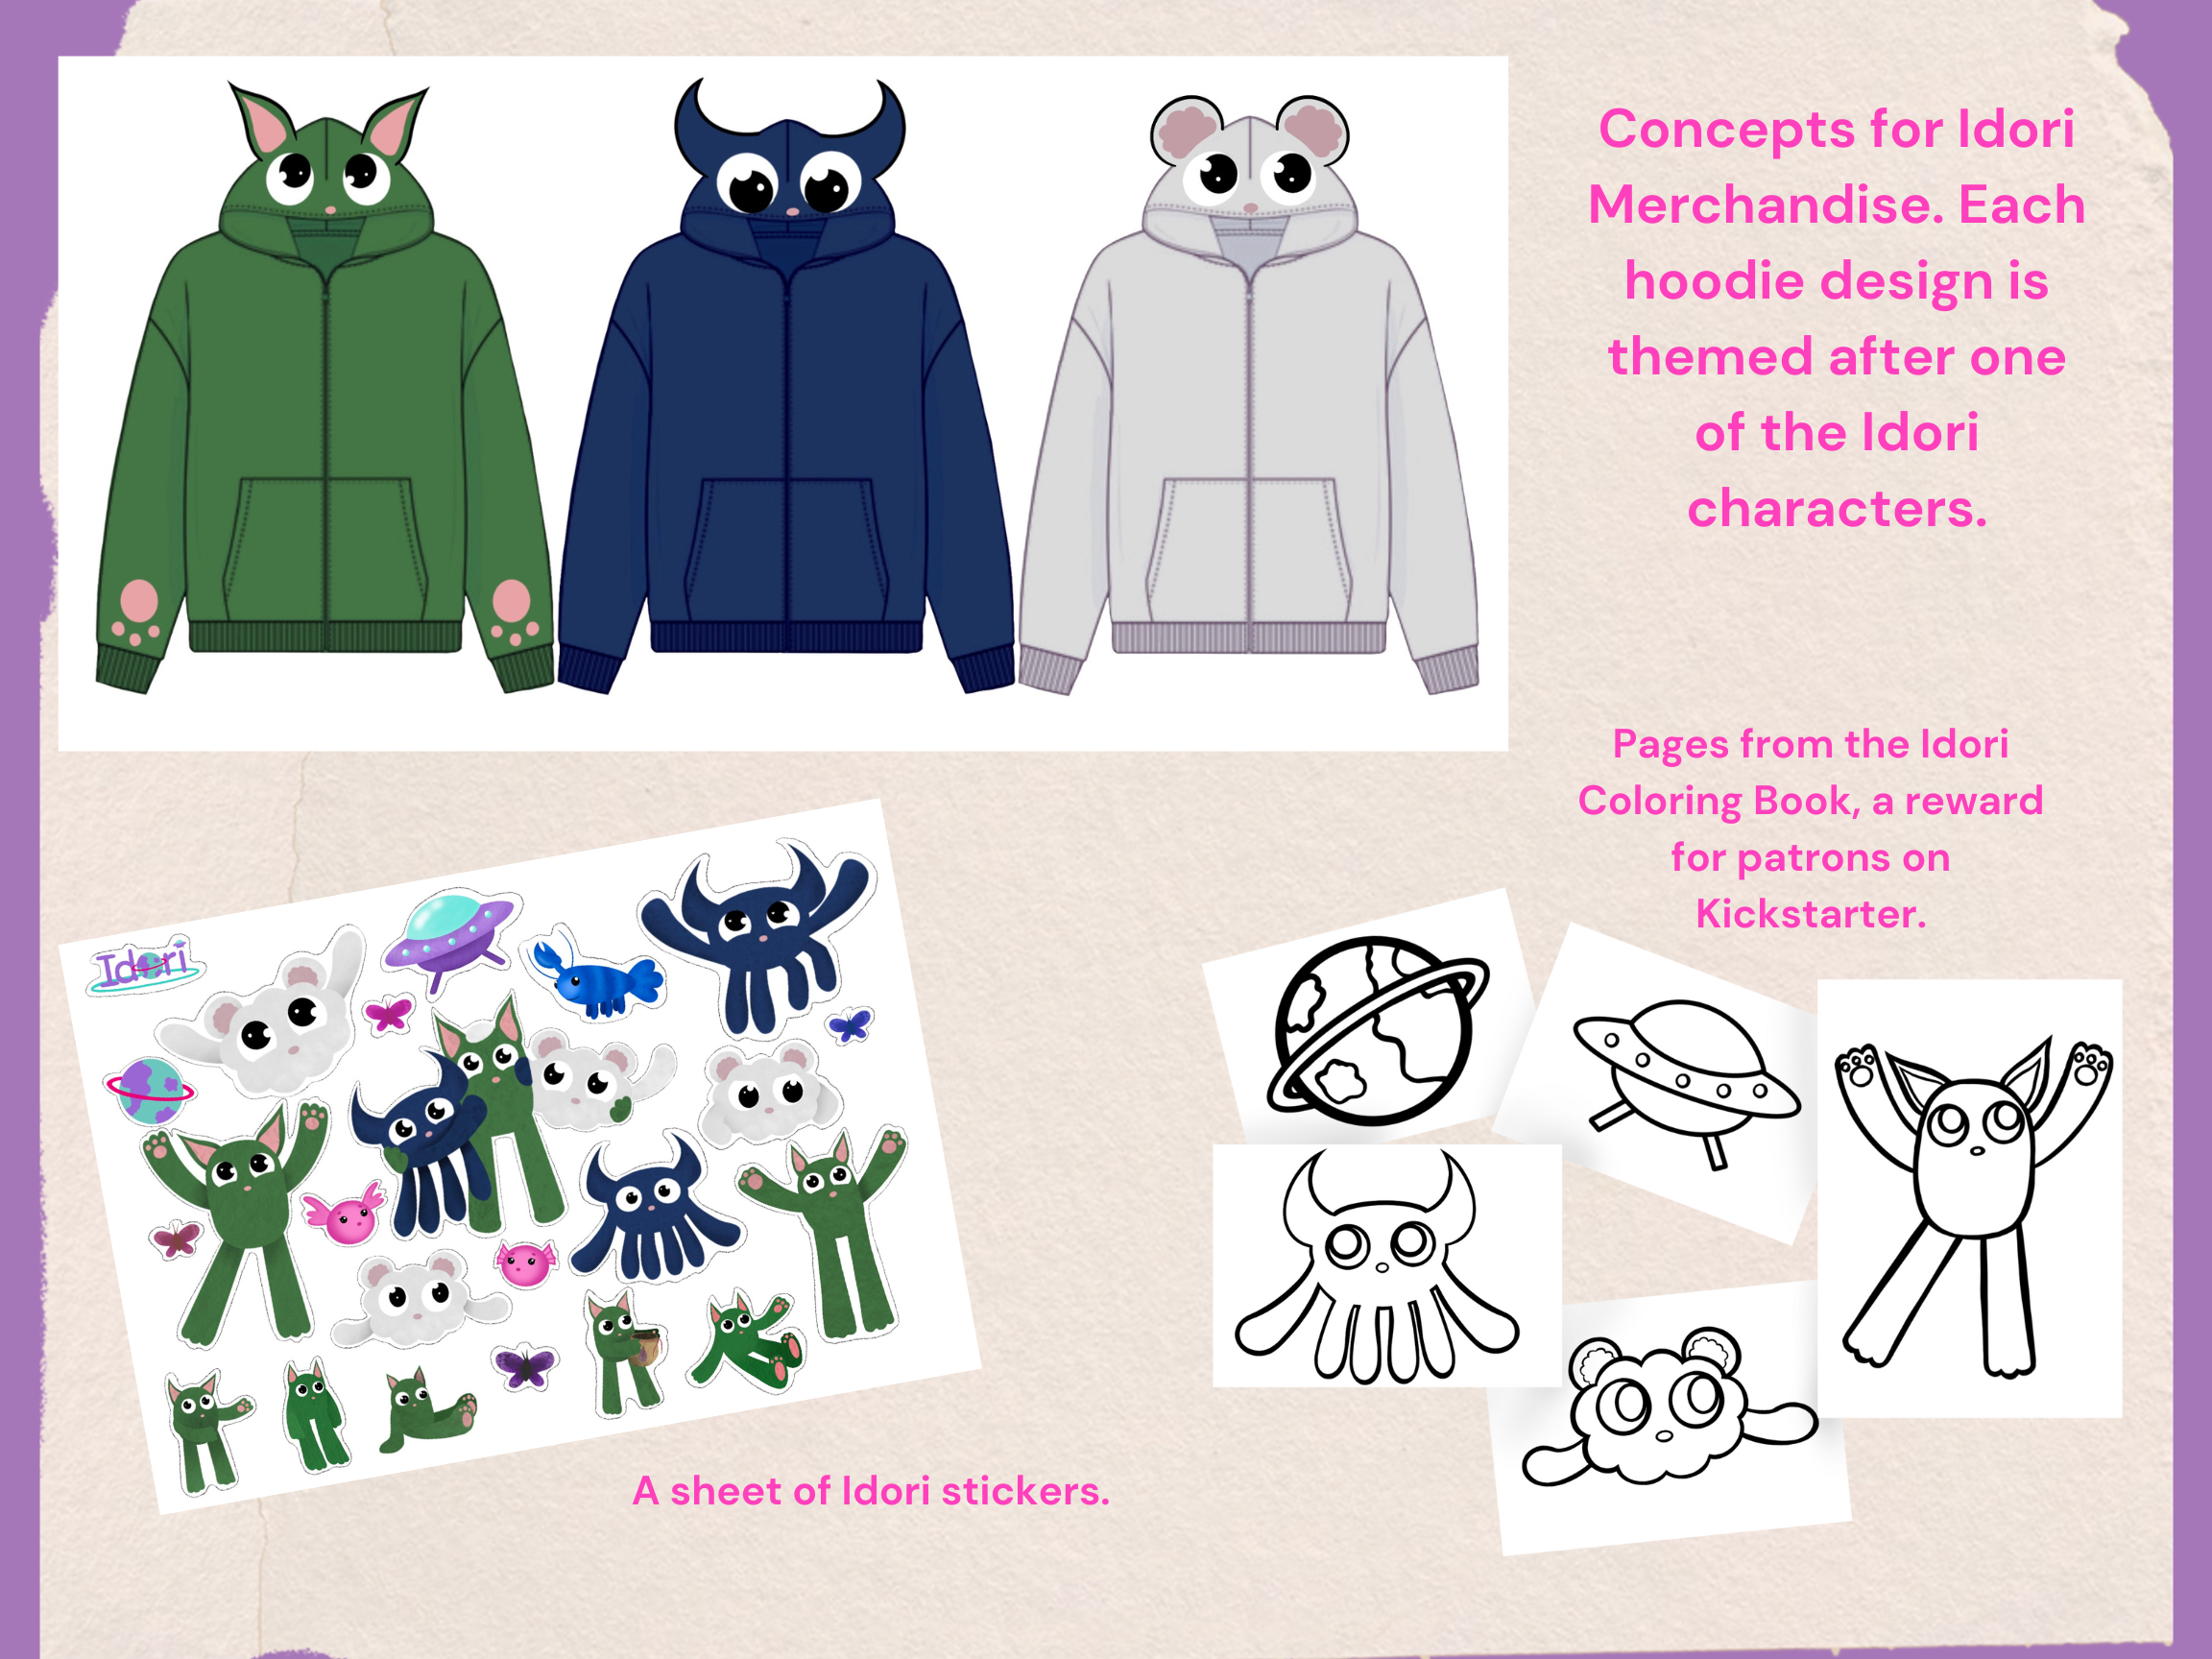 Concepts for Idori
Merchandise. Each
hoodie design is
themed after one
of the Idori
characters.
Pages from the Idori
Coloring Book, a reward
for patrons on
Kickstarter.
Idori
A sheet of Idori stickers.